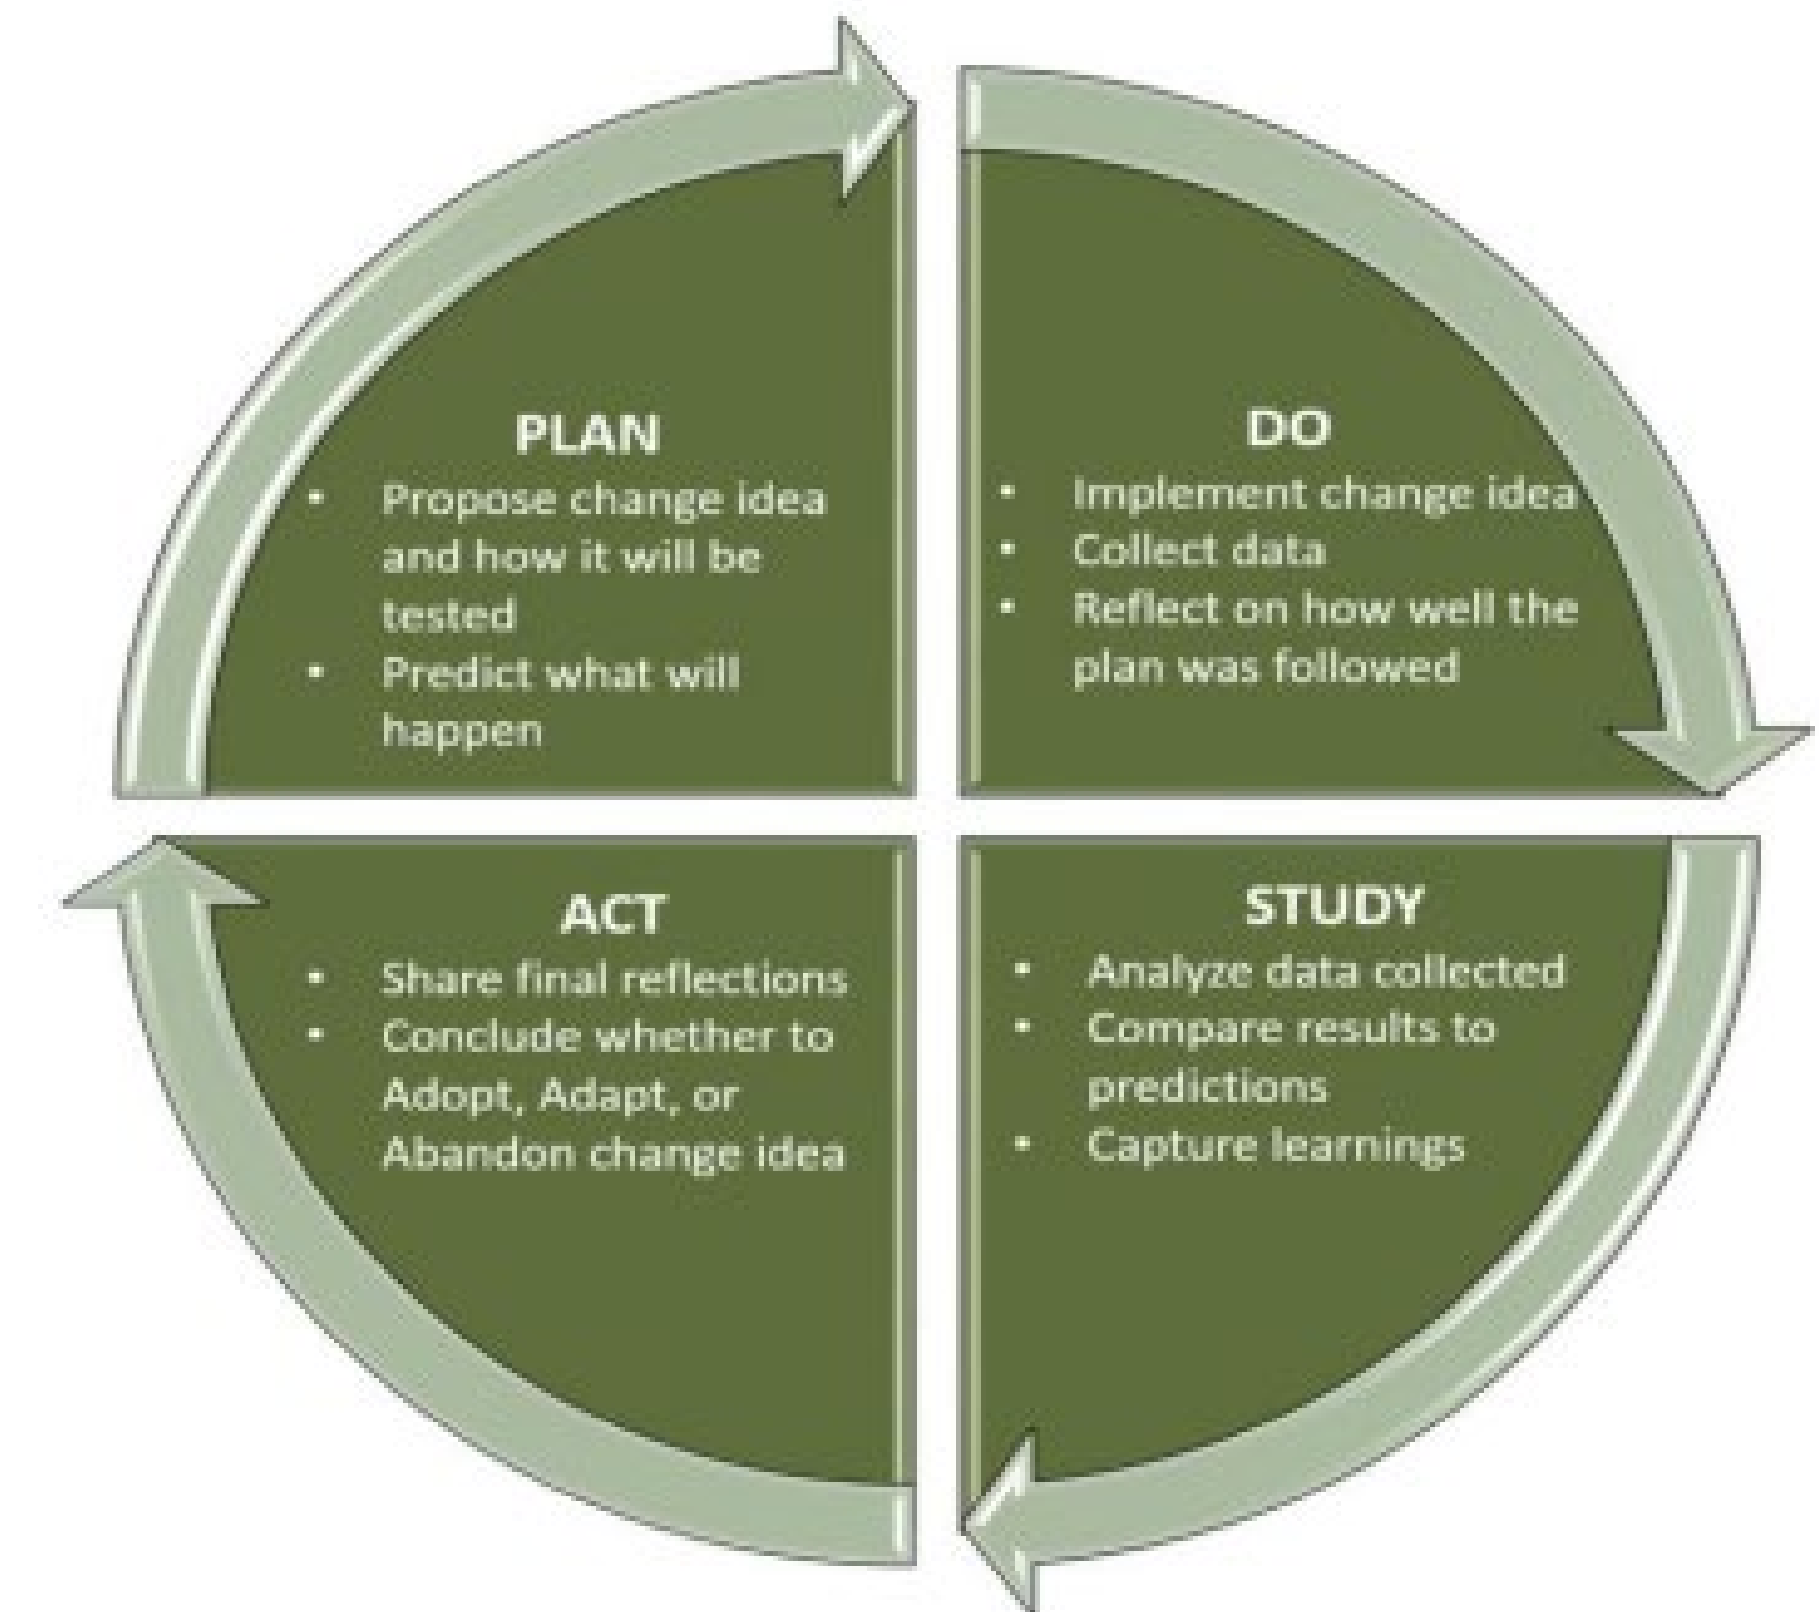 PLAN
• Propose change idea
and how it will be
tested
• Predict what will
happen
DO
• Implement change idea
• Collect data
• Reflect on how well the
plan was followed
STUDY
• Analyze data collected
• Compare results to
predictions
• Capture learnings
ACT
• Share final reflections
• Conclude whether to
Adopt, Adapt, or
Abandon change idea